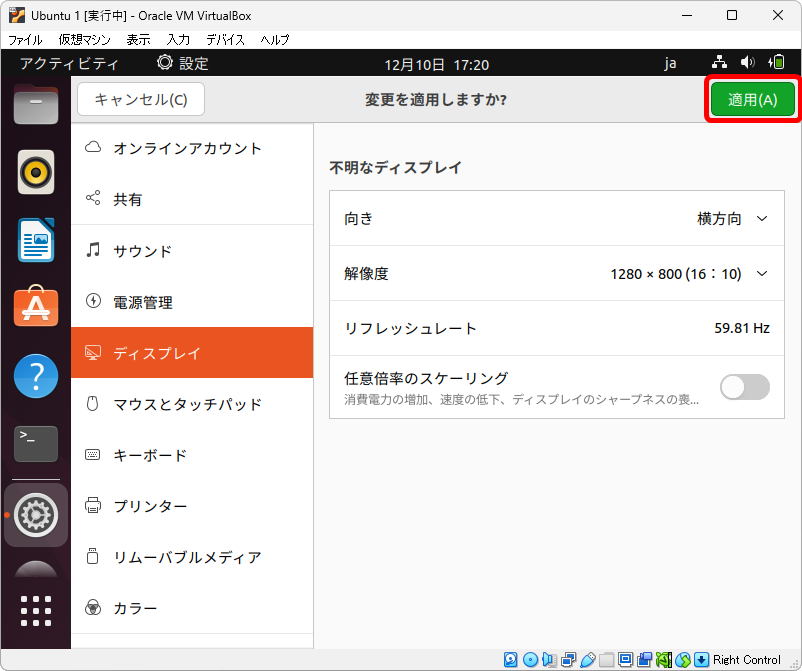 Ubuntu 1 [実行中] - Oracle VM VirtualBox
ファイル 仮想マシン 表示 入力 デバイス ヘルプ
アクティビティ 設定 12月10日 17:20 ja
キャンセル(C) 変更を適用しますか? 適用(A)
オンラインアカウント
共有
サウンド
電源管理
ディスプレイ
マウスとタッチパッド
キーボード
プリンター
リムーバブルメディア
カラー
不明なディスプレイ
向き 横方向
解像度 1280 × 800 (16：10)
リフレッシュレート 59.81 Hz
任意倍率のスケーリング
消費電力の増加、速度の低下、ディスプレイのシャープネスの喪...
Right Control